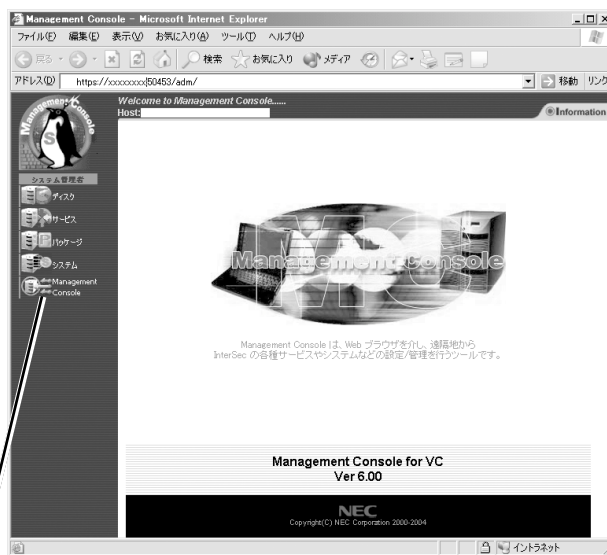 Management Console - Microsoft Internet Explorer
ファイル(F) 編集(E) 表示(V) お気に入り(A) ツール(T) ヘルプ(H)
戻る 検索 お気に入り メディア
アドレス(D) https://xxxxxxxx:50453/adm/ 移動 リンク
Management Console
S
Welcome to Management Console......
Host:
Information
システム管理者
ディスク
サービス
パッケージ
システム
Management
Console
MC
Management console
Management Console は、Web ブラウザを介し、遠隔地から
InterSec の各種サービスやシステムなどの設定/管理を行うツールです。
Management Console for VC
Ver 6.00
NEC
Copyright(C) NEC Corporation 2000-2004
イントラネット